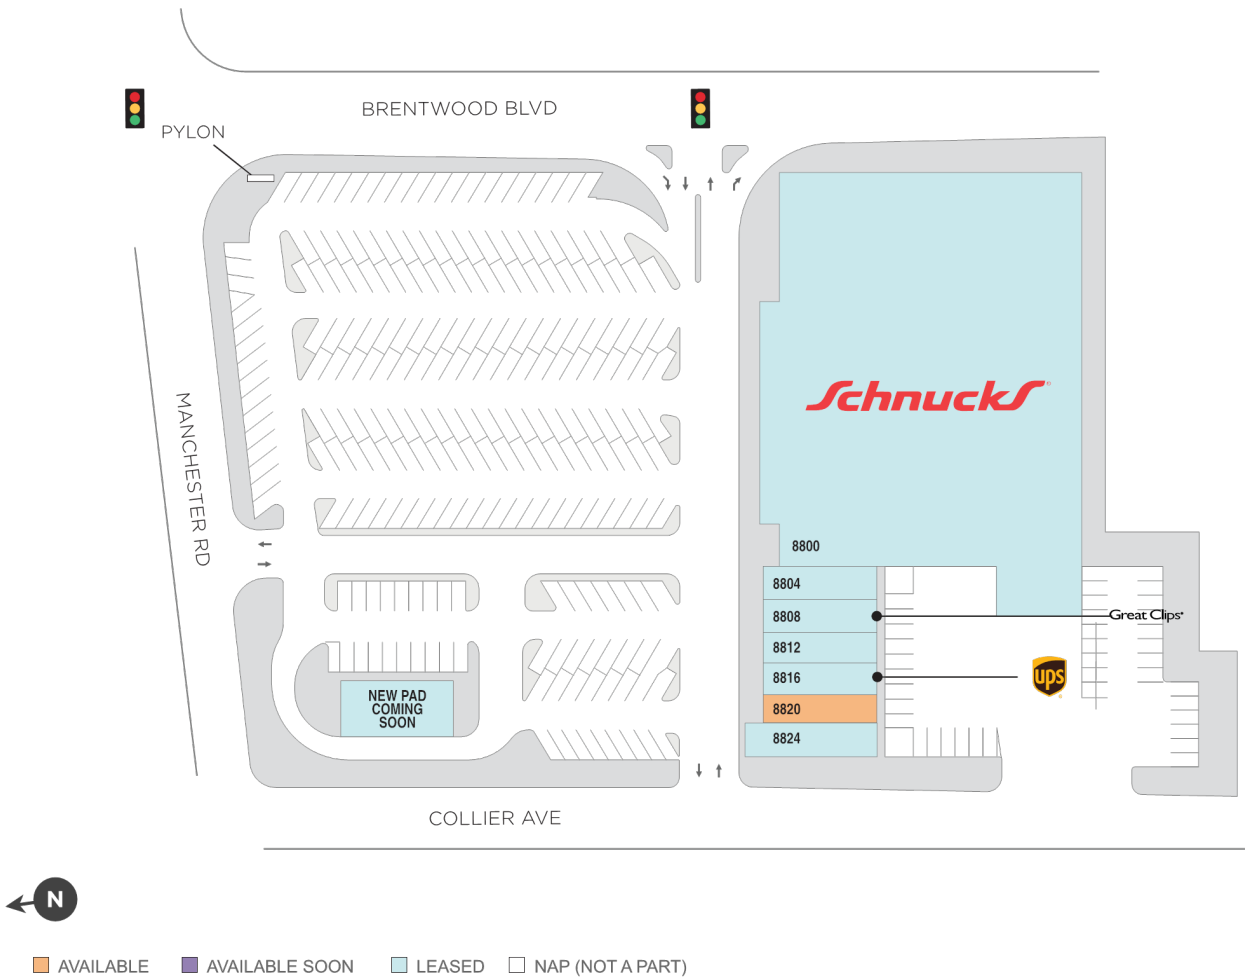 BRENTWOOD BLVD
PYLON
MANCHESTER RD
Schnucks
8800
8804
8808
Great Clips
8812
8816
ups
8820
8824
NEW PAD
COMING
SOON
COLLIER AVE
N
AVAILABLE
AVAILABLE SOON
LEASED
NAP (NOT A PART)